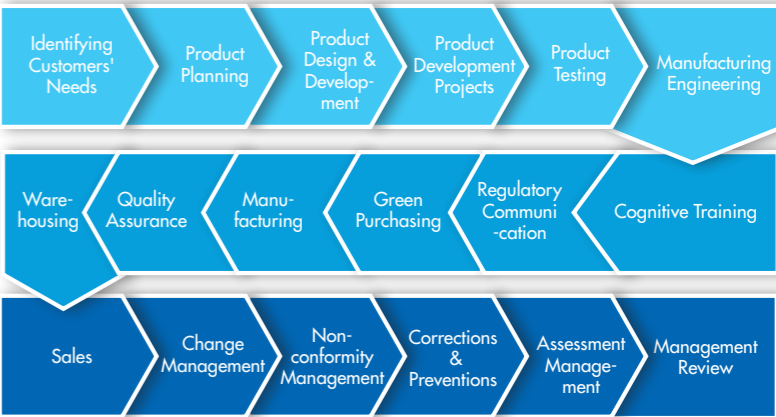 Identifying
Customers'
Needs
Product
Planning
Product
Design &
Develop-
ment
Product
Development
Projects
Product
Testing
Manufacturing
Engineering
Ware-
housing
Quality
Assurance
Manu-
facturing
Green
Purchasing
Regulatory
Communi
-cation
Cognitive Training
Sales
Change
Management
Non-
conformity
Management
Corrections
&
Preventions
Assessment
Manage-
ment
Management
Review